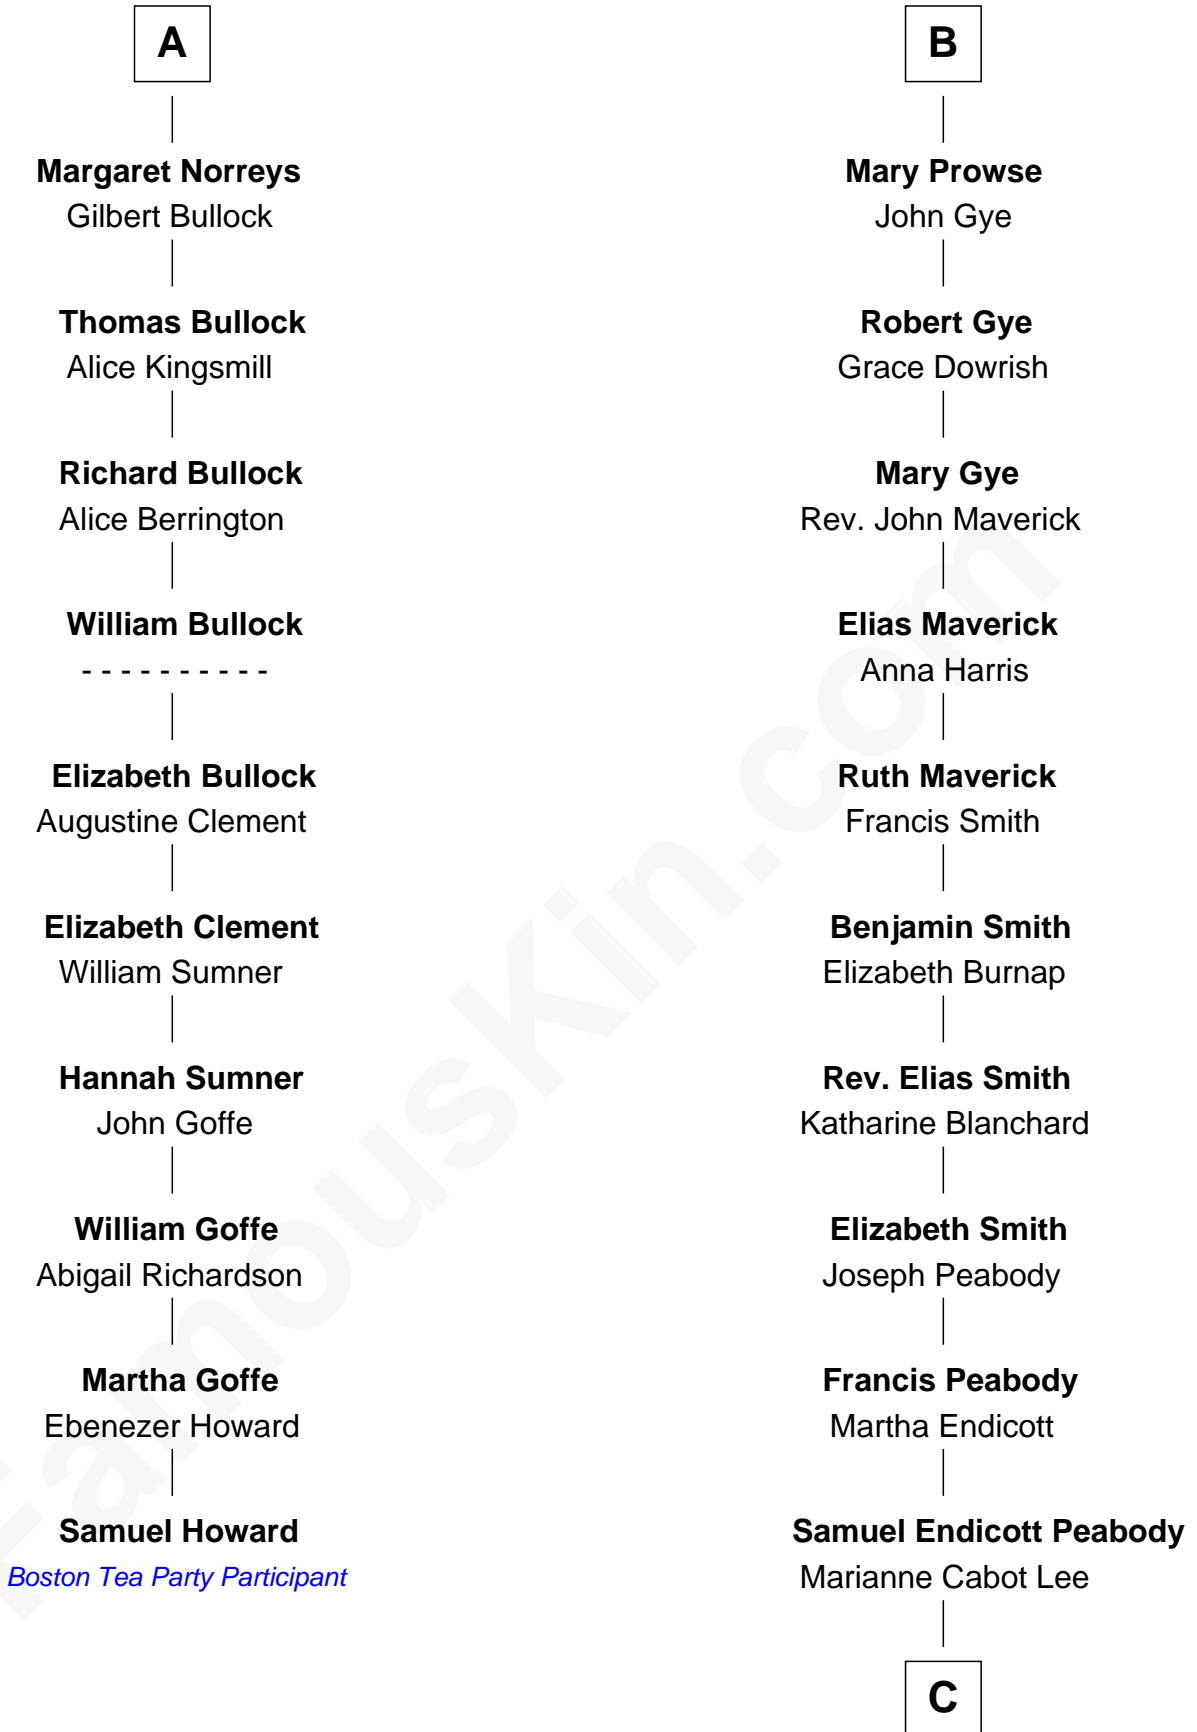 A
Margaret Norreys
Gilbert Bullock
Thomas Bullock
Alice Kingsmill
Richard Bullock
Alice Berrington
William Bullock
- - - - - - - - - -
Elizabeth Bullock
Augustine Clement
Elizabeth Clement
William Sumner
Hannah Sumner
John Goffe
William Goffe
Abigail Richardson
Martha Goffe
Ebenezer Howard
Samuel Howard
Boston Tea Party Participant
B
Mary Prowse
John Gye
Robert Gye
Grace Dowrish
Mary Gye
Rev. John Maverick
Elias Maverick
Anna Harris
Ruth Maverick
Francis Smith
Benjamin Smith
Elizabeth Burnap
Rev. Elias Smith
Katharine Blanchard
Elizabeth Smith
Joseph Peabody
Francis Peabody
Martha Endicott
Samuel Endicott Peabody
Marianne Cabot Lee
C
FamousKin.com